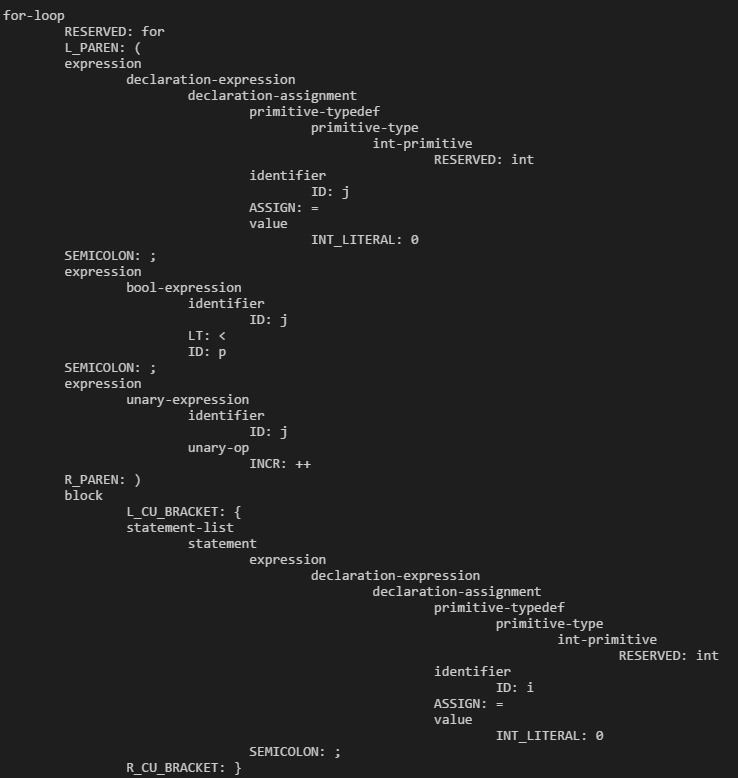 for-loop
RESERVED: for
L_PAREN: (
expression
declaration-expression
declaration-assignment
primitive-typedef
primitive-type
int-primitive
RESERVED: int
identifier
ID: j
ASSIGN: =
value
INT_LITERAL: 0
SEMICOLON: ;
expression
bool-expression
identifier
ID: j
LT: <
ID: p
SEMICOLON: ;
expression
unary-expression
identifier
ID: j
unary-op
INCR: ++
R_PAREN: )
block
L_CU_BRACKET: {
statement-list
statement
expression
declaration-expression
declaration-assignment
primitive-typedef
primitive-type
int-primitive
RESERVED: int
identifier
ID: i
ASSIGN: =
value
INT_LITERAL: 0
SEMICOLON: ;
R_CU_BRACKET: }